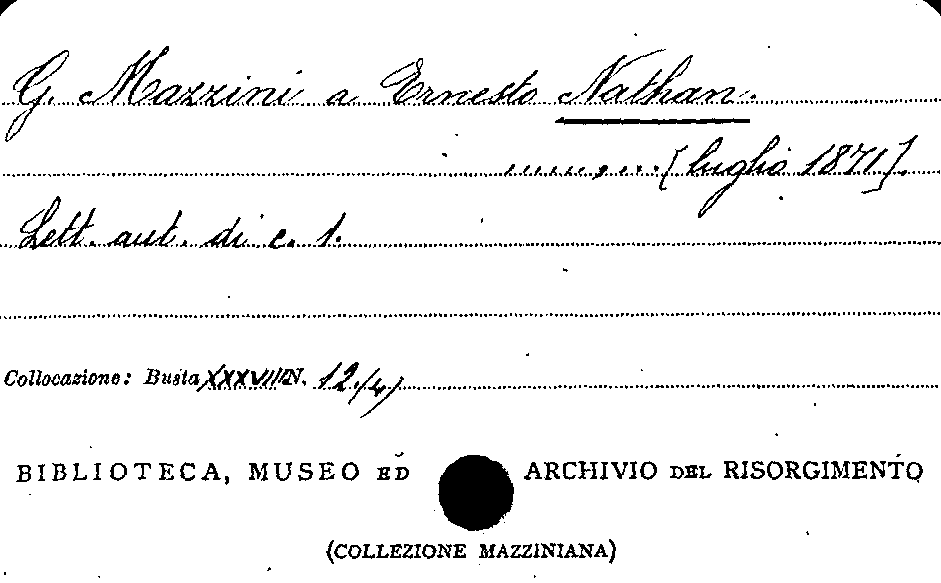 G. Mazzini a Ernesto Nathan.
......, ...[luglio 1871].
Lett. aut. di c. 1.
Collocazione: Busta XXXVIII N. 12/4)
BIBLIOTECA, MUSEO ED ARCHIVIO DEL RISORGIMENTO
(COLLEZIONE MAZZINIANA)